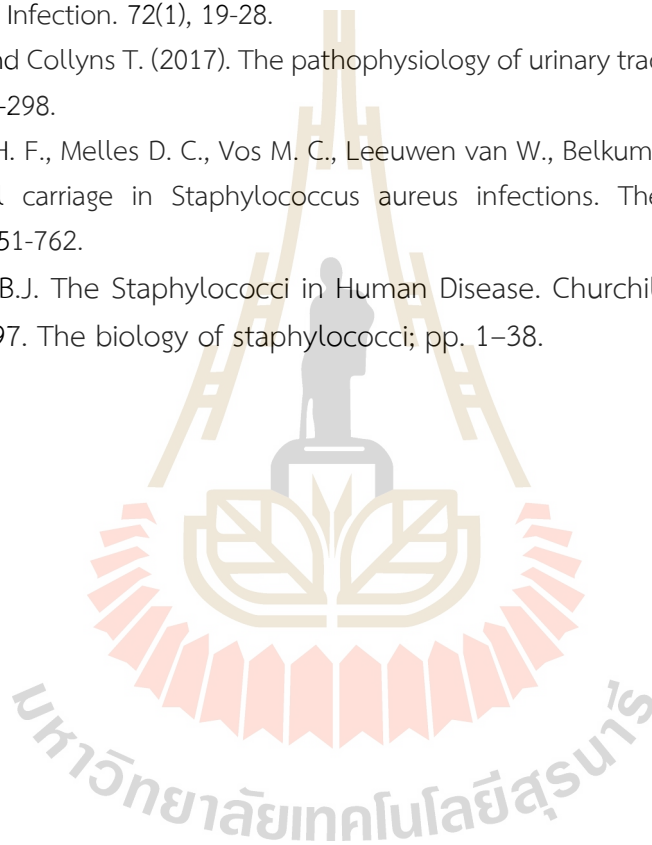 Infection. 72(1), 19-28.
nd Collyns T. (2017). The pathophysiology of urinary trac
-298.
H. F., Melles D. C., Vos M. C., Leeuwen van W., Belkum
l carriage in Staphylococcus aureus infections. The
51-762.
B.J. The Staphylococci in Human Disease. Churchil
97. The biology of staphylococci; pp. 1–38.
มหาวิทยาลัยเทคโนโลยีสุรนารี